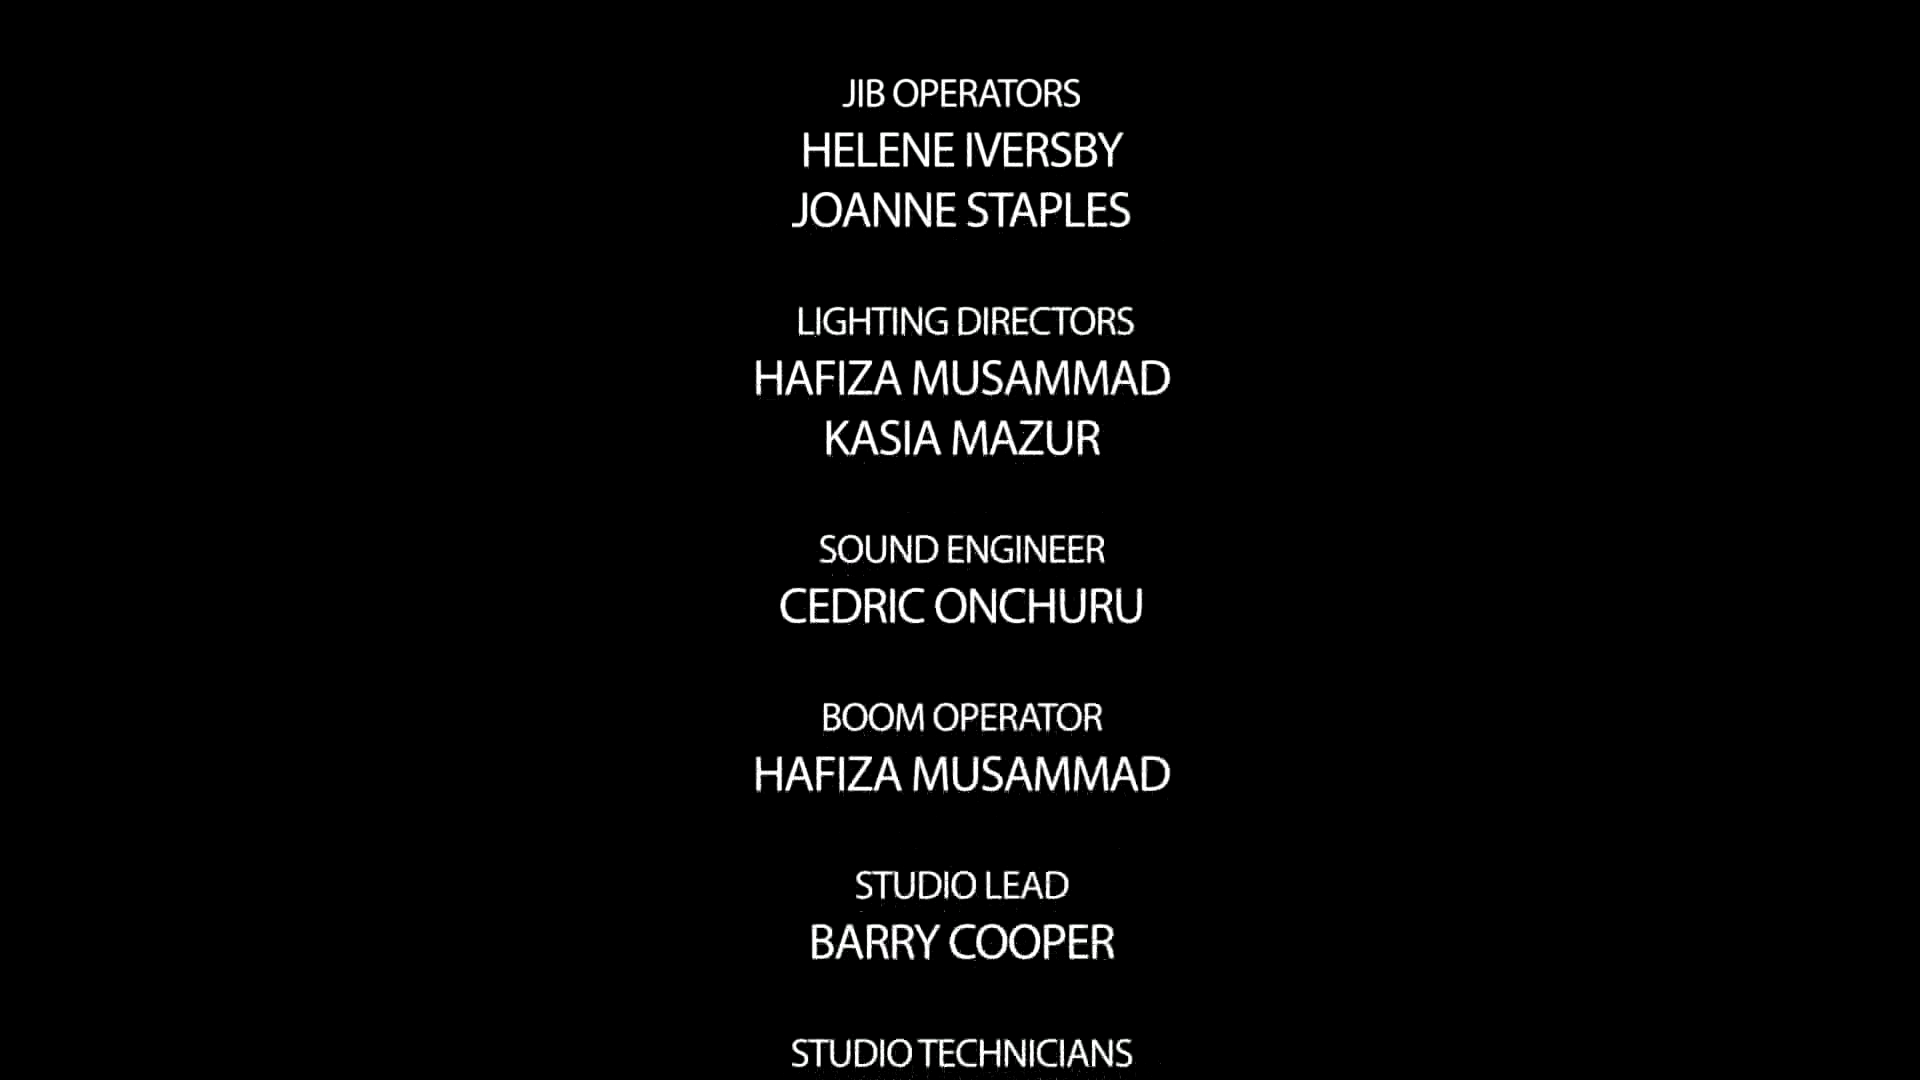 JIB OPERATORS
HELENE IVERSBY
JOANNE STAPLES
LIGHTING DIRECTORS
HAFIZA MUSAMMAD
KASIA MAZUR
SOUND ENGINEER
CEDRIC ONCHURU
BOOM OPERATOR
HAFIZA MUSAMMAD
STUDIO LEAD
BARRY COOPER
STUDIO TECHNICIANS